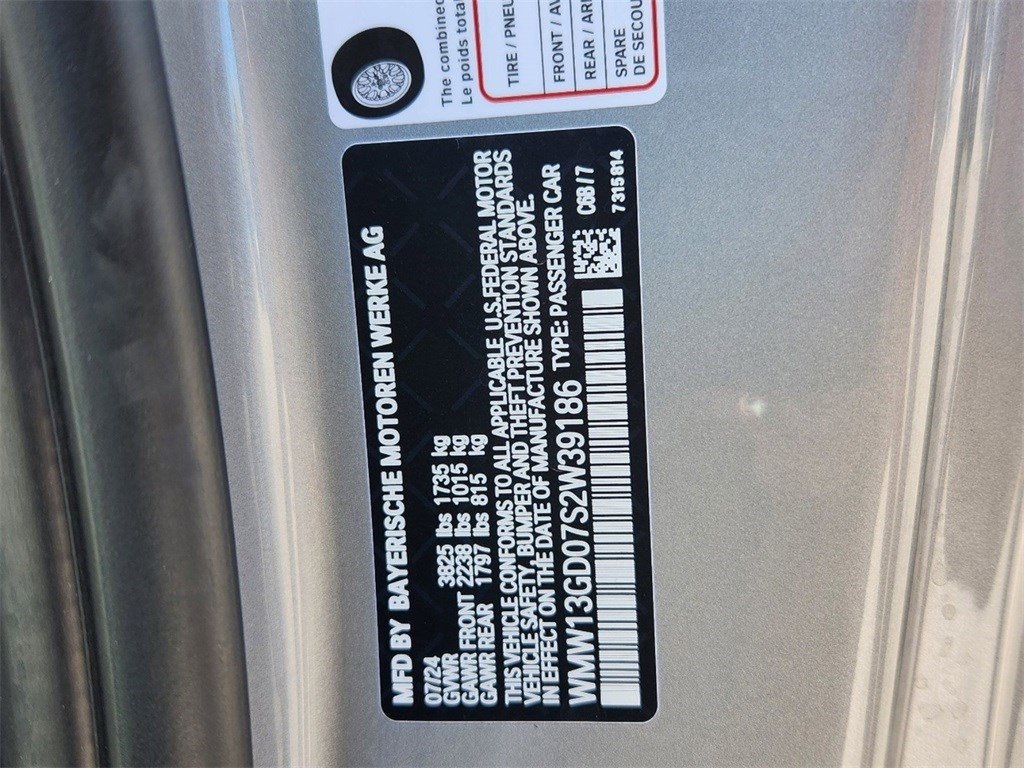 The combined
Le poids total
TIRE / PNEU
FRONT / AV
REAR / ARR
SPARE
DE SECOU
MFD BY BAYERISCHE MOTOREN WERKE AG
07/24
GVWR 3825 lbs 1735 kg
GAWR FRONT 2238 lbs 1015 kg
GAWR REAR 1797 lbs 815 kg
THIS VEHICLE CONFORMS TO ALL APPLICABLE U.S.FEDERAL MOTOR
VEHICLE SAFETY, BUMPER AND THEFT PREVENTION STANDARDS
IN EFFECT ON THE DATE OF MANUFACTURE SHOWN ABOVE.
WMW13GD07S2W39186 TYPE: PASSENGER CAR
C6B / 7
7315814